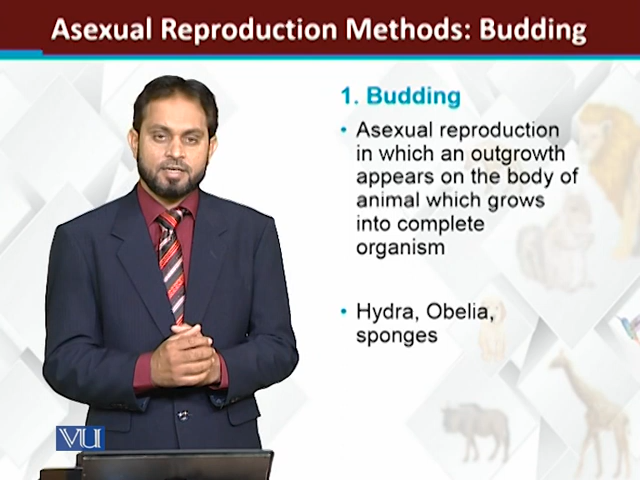 Asexual Reproduction Methods: Budding
1. Budding
• Asexual reproduction
in which an outgrowth
appears on the body of
animal which grows
into complete
organism
• Hydra, Obelia,
sponges
VU